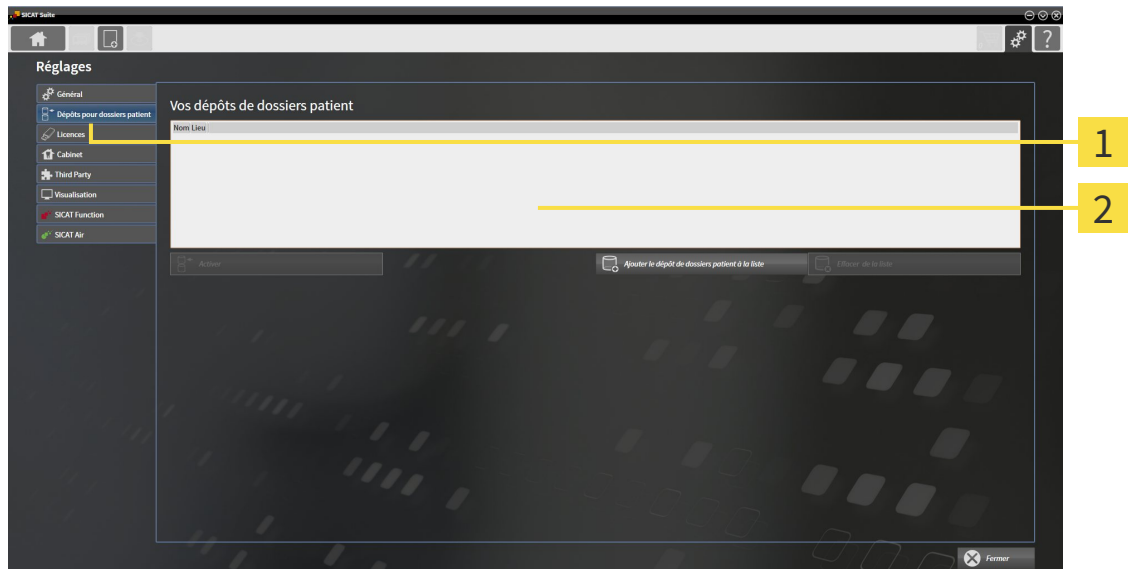 SICAT Suite
?
Réglages
Général
Dépôts pour dossiers patient
Licences
Cabinet
Third Party
Visualisation
SICAT Function
SICAT Air
Vos dépôts de dossiers patient
Nom Lieu
Activer
Ajouter le dépôt de dossiers patient à la liste
Effacer de la liste
Fermer
1
2